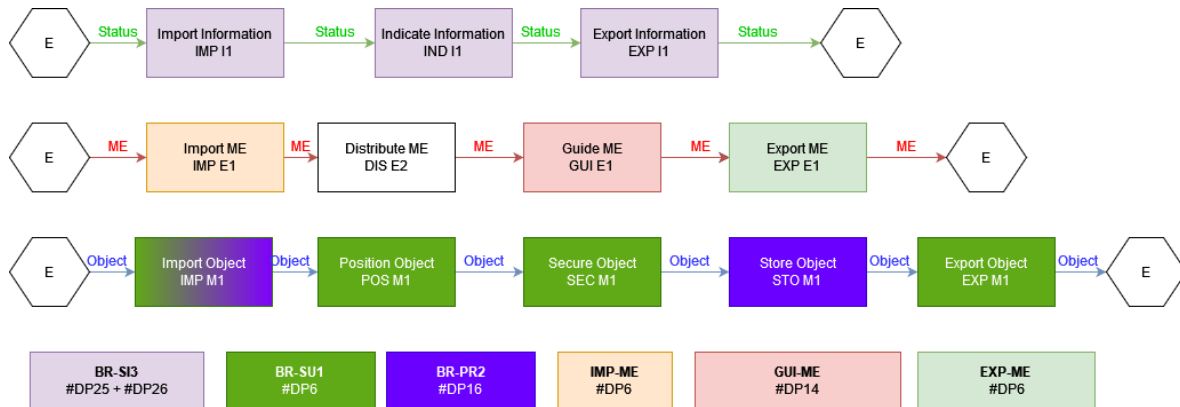 E
Status
Import Information
IMP I1
Status
Indicate Information
IND I1
Status
Export Information
EXP I1
Status
E
E
ME
Import ME
IMP E1
ME
Distribute ME
DIS E2
ME
Guide ME
GUI E1
ME
Export ME
EXP E1
ME
E
E
Object
Import Object
IMP M1
Object
Position Object
POS M1
Object
Secure Object
SEC M1
Object
Store Object
STO M1
Object
Export Object
EXP M1
Object
E
BR-SI3
#DP25 + #DP26
BR-SU1
#DP6
BR-PR2
#DP16
IMP-ME
#DP6
GUI-ME
#DP14
EXP-ME
#DP6